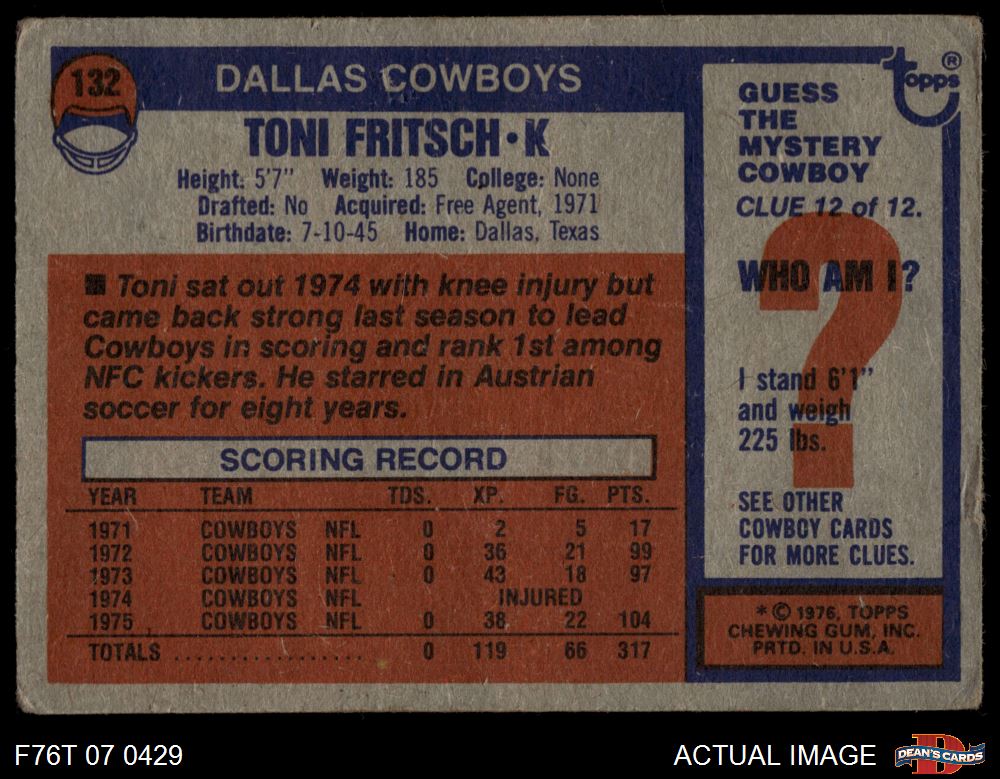 132
DALLAS COWBOYS
TONI FRITSCH • K
Height: 5'7" Weight: 185 College: None
Drafted: No Acquired: Free Agent, 1971
Birthdate: 7-10-45 Home: Dallas, Texas
■ Toni sat out 1974 with knee injury but
came back strong last season to lead
Cowboys in scoring and rank 1st among
NFC kickers. He starred in Austrian
soccer for eight years.
SCORING RECORD
YEAR TEAM TDS. XP. FG. PTS.
1971 COWBOYS NFL 0 2 5 17
1972 COWBOYS NFL 0 36 21 99
1973 COWBOYS NFL 0 43 18 97
1974 COWBOYS NFL INJURED
1975 COWBOYS NFL 0 38 22 104
TOTALS .................. 0 119 66 317
topps®
GUESS
THE
MYSTERY
COWBOY
CLUE 12 of 12.
?
WHO AM I?
I stand 6'1"
and weigh
225 lbs.
SEE OTHER
COWBOY CARDS
FOR MORE CLUES.
* © 1976, TOPPS
CHEWING GUM, INC.
PRTD. IN U.S.A.
F76T 07 0429
ACTUAL IMAGE
D
DEAN'S CARDS